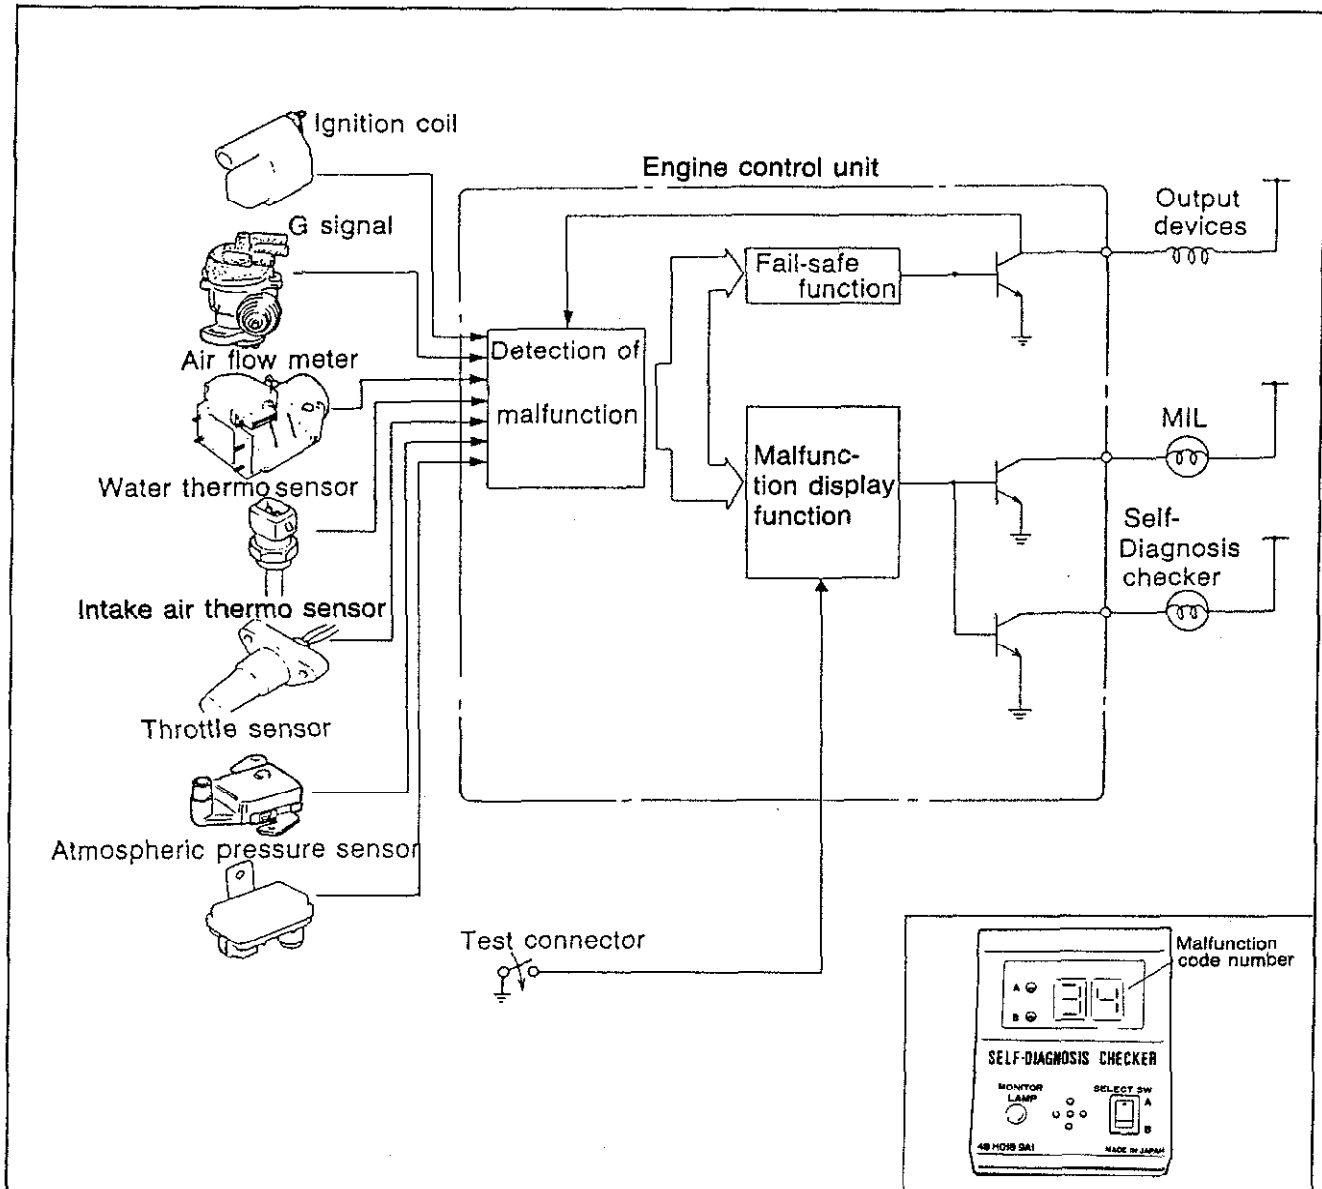 Ignition coil
G signal
Air flow meter
Water thermo sensor
Intake air thermo sensor
Throttle sensor
Atmospheric pressure sensor
Engine control unit
Detection of
malfunction
Fail-safe
function
Malfunc-
tion display
function
Output
devices
MIL
Self-
Diagnosis
checker
Test connector
Malfunction
code number
A
B
34
SELF-DIAGNOSIS CHECKER
MONITOR
LAMP
SELECT SW
A
B
MADE IN JAPAN